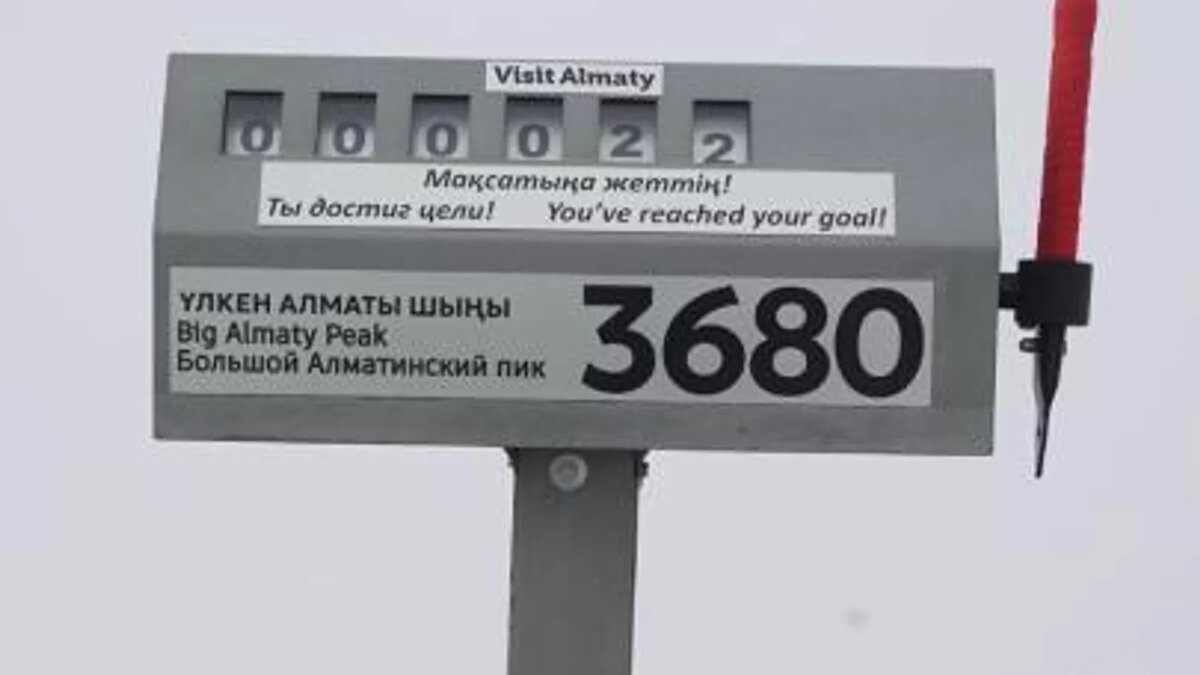 Visit Almaty
000022
Мақсатыңа жеттің!
Ты достиг цели! You've reached your goal!
ҮЛКЕН АЛМАТЫ ШЫҢЫ
Big Almaty Peak
Большой Алматинский пик
3680